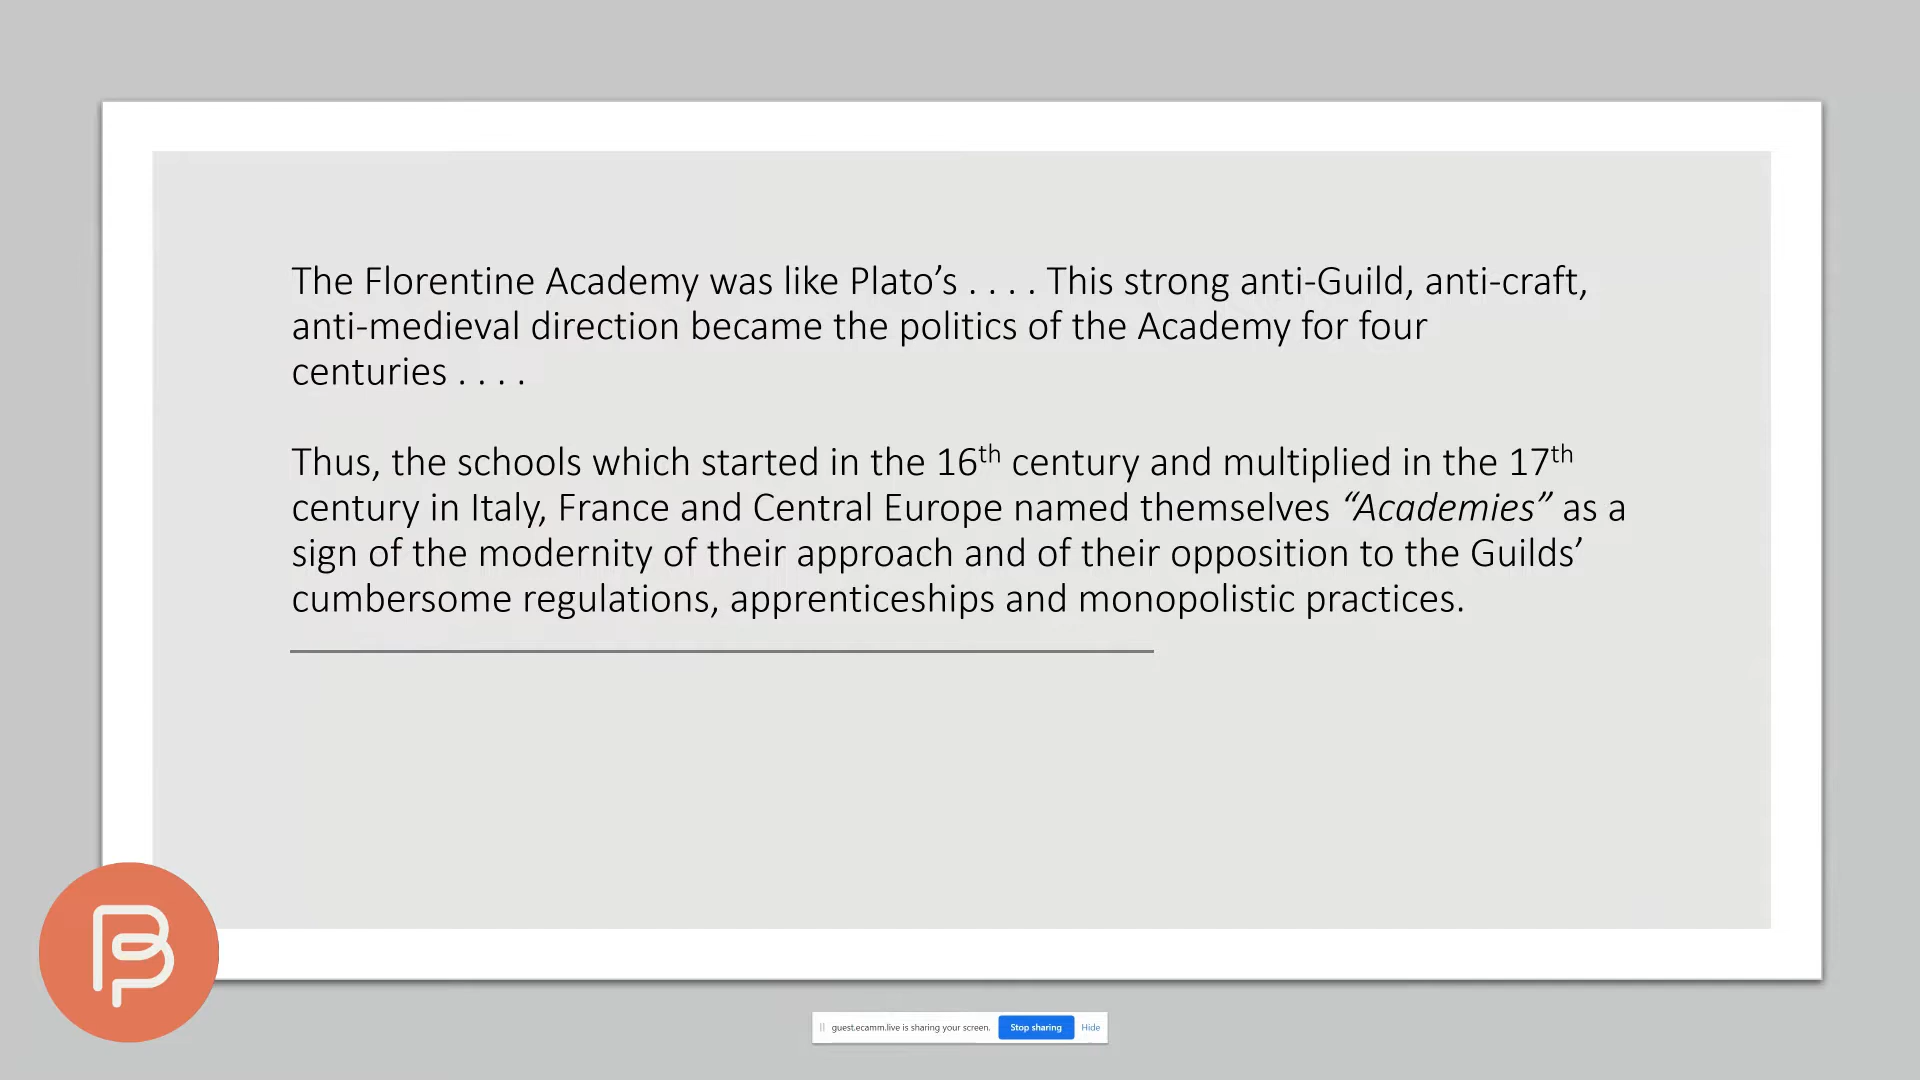 The Florentine Academy was like Plato’s . . . . This strong anti-Guild, anti-craft,
anti-medieval direction became the politics of the Academy for four
centuries . . . .
Thus, the schools which started in the 16th century and multiplied in the 17th
century in Italy, France and Central Europe named themselves “Academies” as a
sign of the modernity of their approach and of their opposition to the Guilds’
cumbersome regulations, apprenticeships and monopolistic practices.
guest.ecamm.live is sharing your screen. Stop sharing Hide